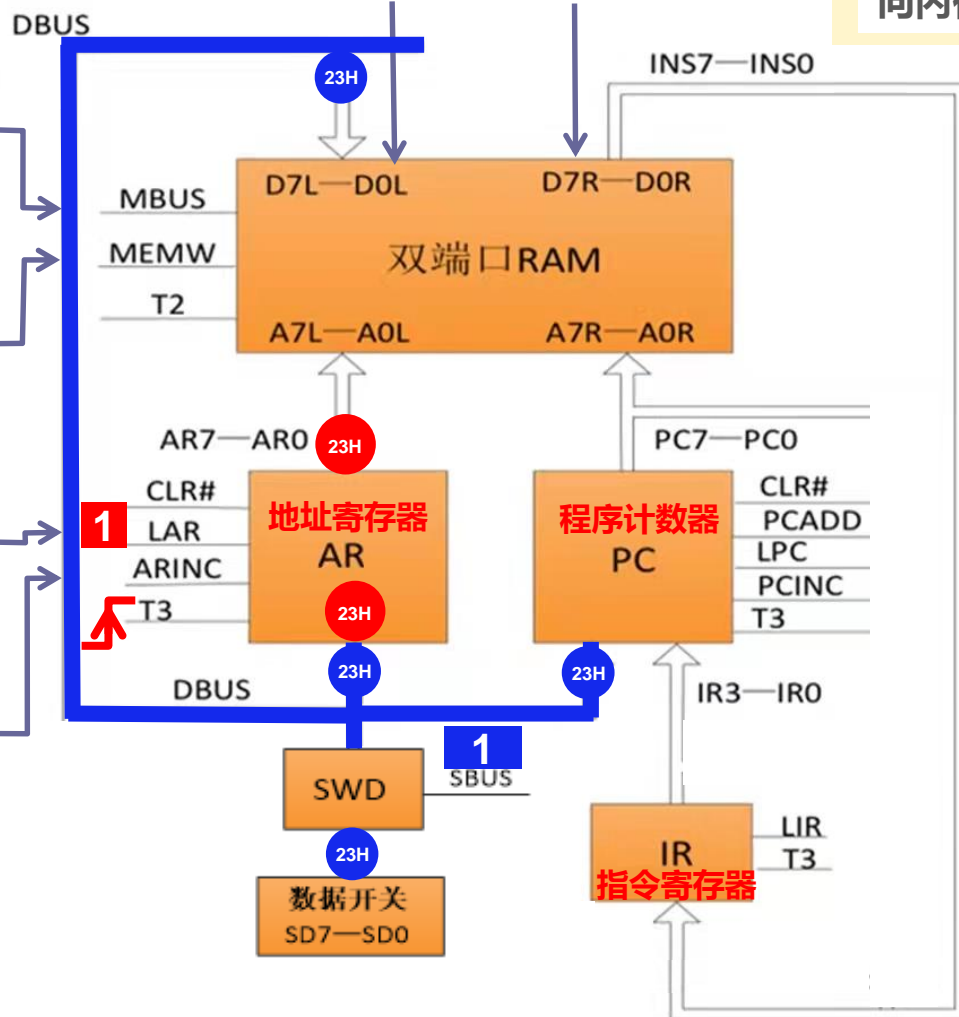 DBUS
23H
INS7—INS0
D7L—D0L
D7R—D0R
MBUS
MEMW
双端口RAM
T2
A7L—A0L
A7R—A0R
AR7—AR0
23H
PC7—PC0
CLR#
地址寄存器
程序计数器
CLR#
1
LAR
AR
PC
PCADD
LPC
ARINC
PCINC
T3
23H
T3
23H
23H
DBUS
IR3—IR0
1
SWD
SBUS
23H
IR
LIR
T3
指令寄存器
数据开关
SD7—SD0